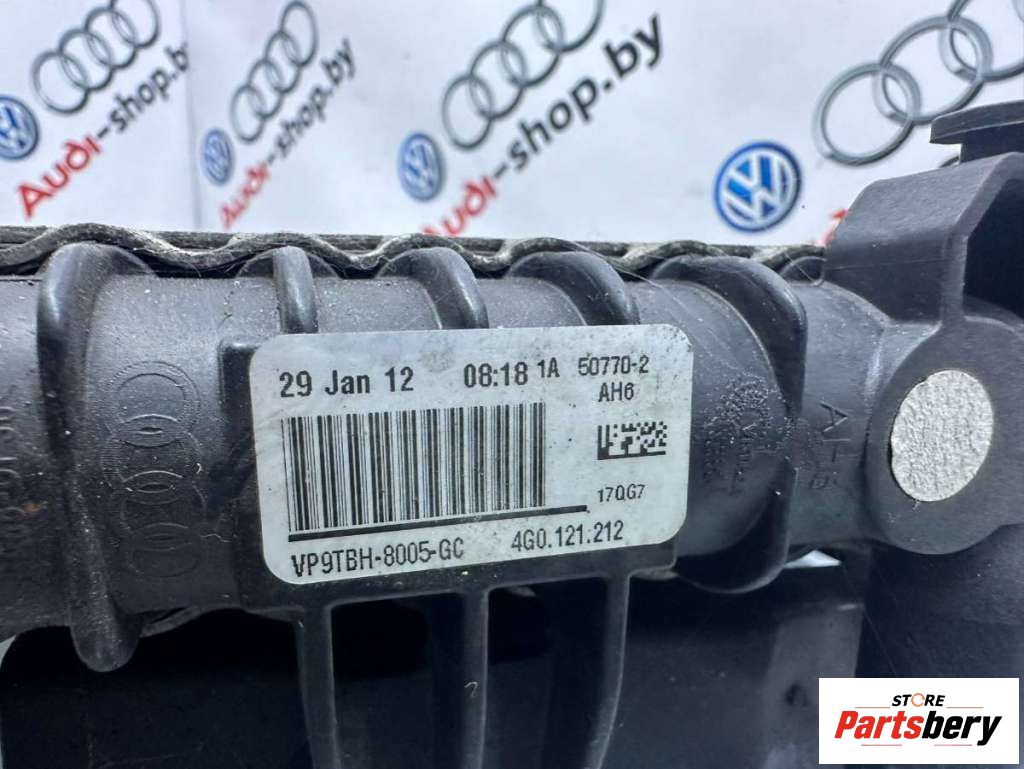 Audi-shop.by
Audi-shop.by
Audi-shop.by
29 Jan 12 08:18 1A 50770-2
AH6
17QG7
VP9TBH-8005-GC 4G0.121.212
STORE
Partsbery